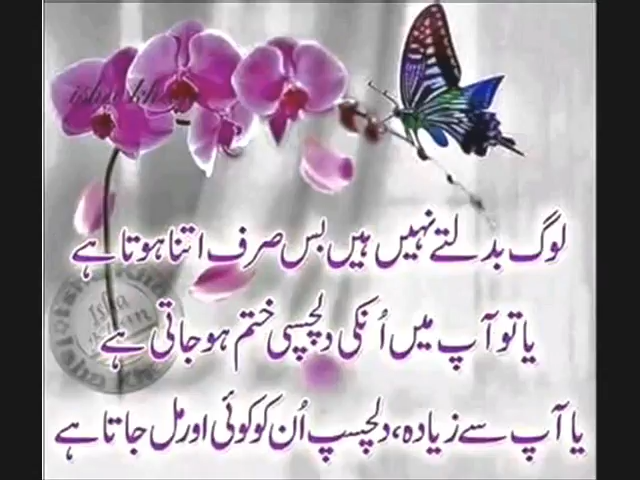 لوگ بدلتے نہیں ہیں بس صرف اتنا ہوتا ہے
یا تو آپ میں اُنکی دلچسپی ختم ہو جاتی ہے
یا آپ سے زیادہ، دلچسپ اُن کو کوئی اور مل جاتا ہے